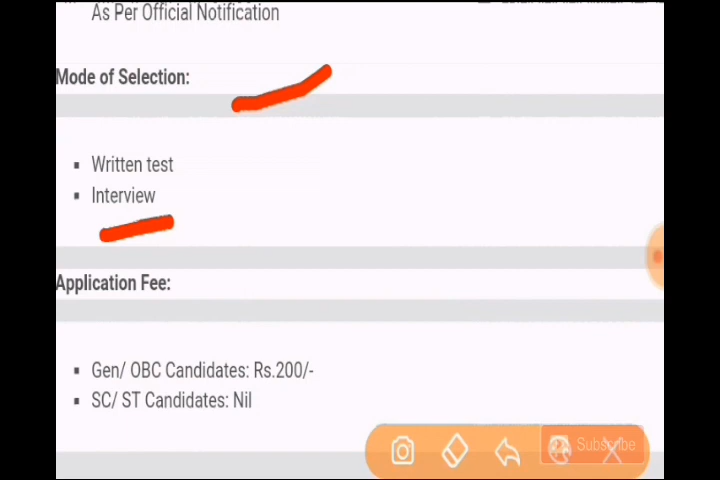 As Per Official Notification
Mode of Selection:
Written test
Interview
Application Fee:
Gen/ OBC Candidates: Rs.200/-
SC/ ST Candidates: Nil
Subscribe